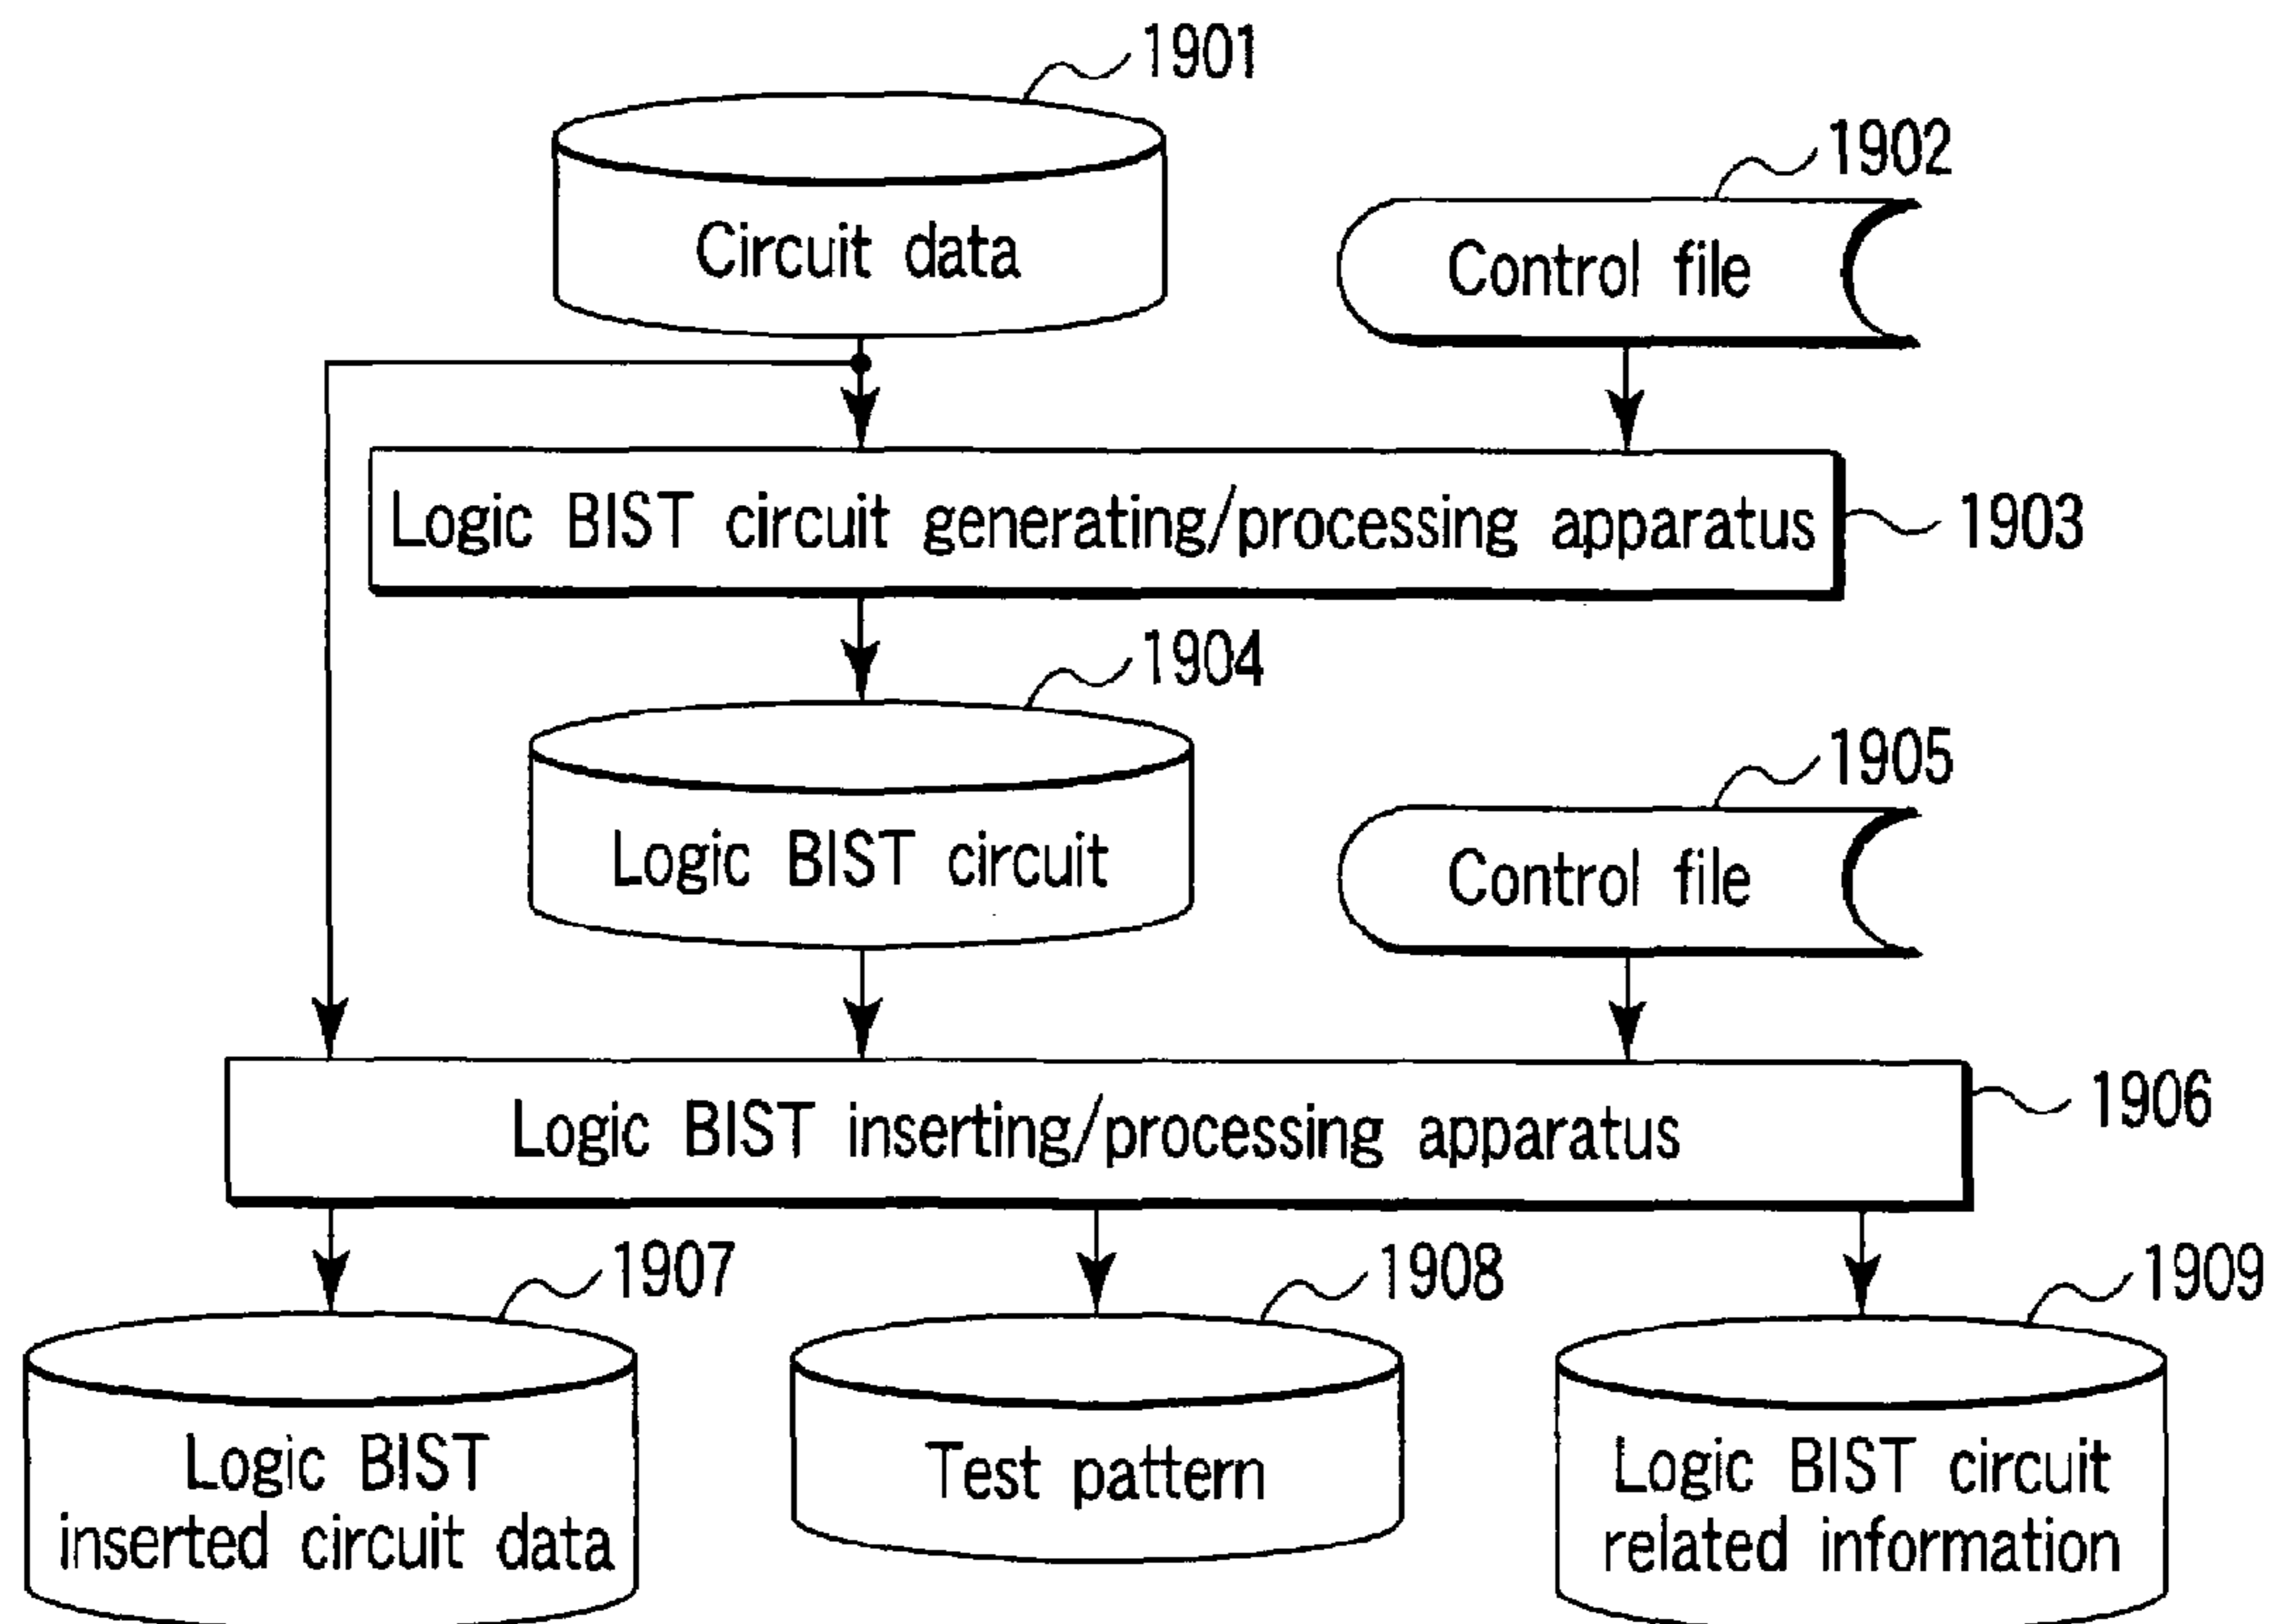 1901
Circuit data
1902
Control file
Logic BIST circuit generating/processing apparatus
1903
1904
Logic BIST circuit
1905
Control file
Logic BIST inserting/processing apparatus
1906
1907
Logic BIST
inserted circuit data
1908
Test pattern
1909
Logic BIST circuit
related information